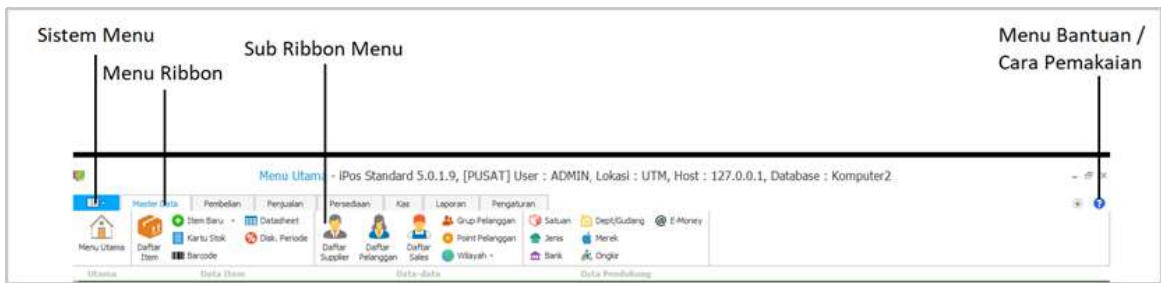 Sistem Menu
Menu Ribbon
Sub Ribbon Menu
Menu Bantuan /
Cara Pemakaian
Menu Utama - iPos Standard 5.0.1.9, [PUSAT] User : ADMIN, Lokasi : UTM, Host : 127.0.0.1, Database : Komputer2
Master Data Pembelian Penjualan Persediaan Kas Laporan Pengaturan
Menu Utama
Daftar
Item
Item Baru
Kartu Stok
Barcode
Datasheet
Disk. Periode
Daftar
Supplier
Daftar
Pelanggan
Daftar
Sales
Grup Pelanggan
Point Pelanggan
Wilayah
Satuan
Jenis
Bank
Dept/Gudang
Merek
Ongkir
@ E-Money
Utama Data Item Data-data Data Pendukung